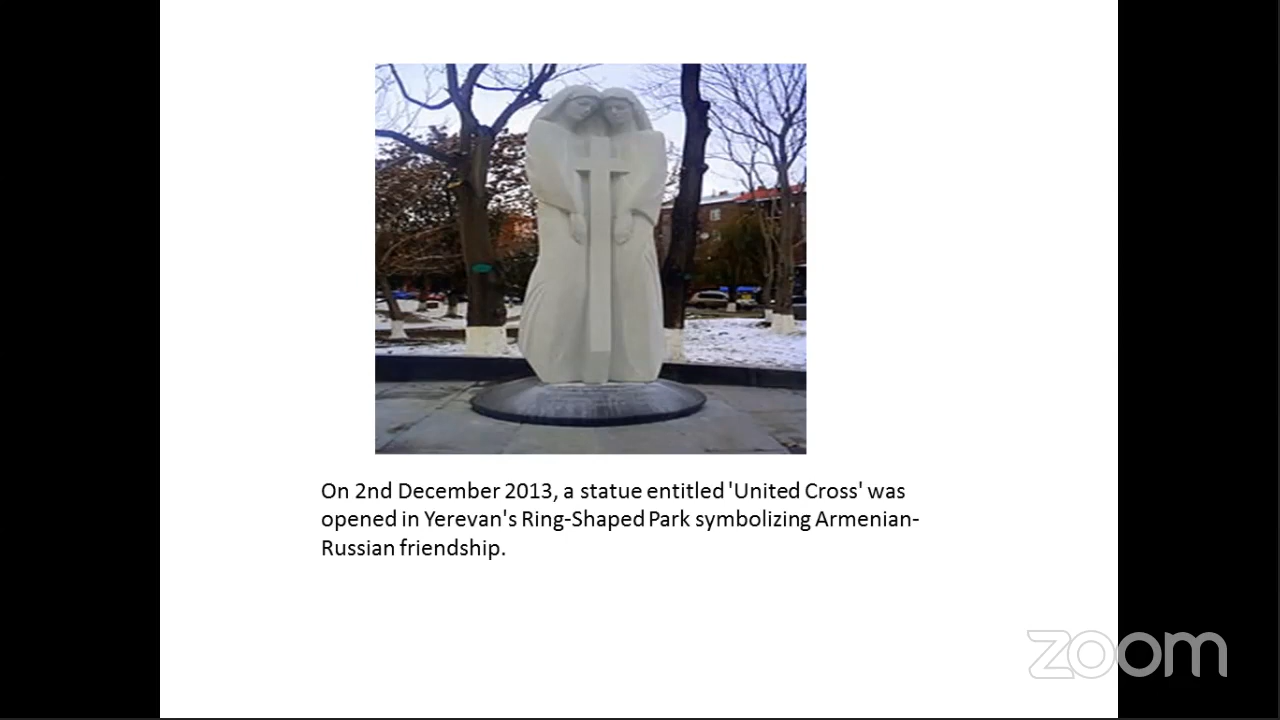 On 2nd December 2013, a statue entitled 'United Cross' was
opened in Yerevan's Ring-Shaped Park symbolizing Armenian-
Russian friendship.
zoom